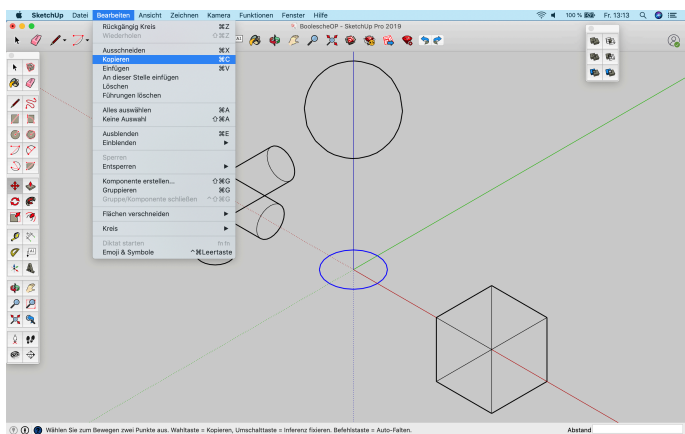 SketchUp Datei Bearbeiten Ansicht Zeichnen Kamera Funktionen Fenster Hilfe 100 % Fr. 13:13
BoolescheOP - SketchUp Pro 2019
Rückgängig Kreis ⌘Z
Wiederholen ⇧⌘Z
Ausschneiden ⌘X
Kopieren ⌘C
Einfügen ⌘V
An dieser Stelle einfügen
Löschen
Führungen löschen
Alles auswählen ⌘A
Keine Auswahl ⇧⌘A
Ausblenden ⌘E
Einblenden
Sperren
Entsperren
Komponente erstellen... ⇧⌘G
Gruppieren ⌘G
Gruppe/Komponente schließen ^⇧⌘G
Flächen verschneiden
Kreis
Diktat starten fn fn
Emoji & Symbole ^⌘Leertaste
Wählen Sie zum Bewegen zwei Punkte aus. Wahltaste = Kopieren, Umschalttaste = Inferenz fixieren. Befehlstaste = Auto-Falten. Abstand